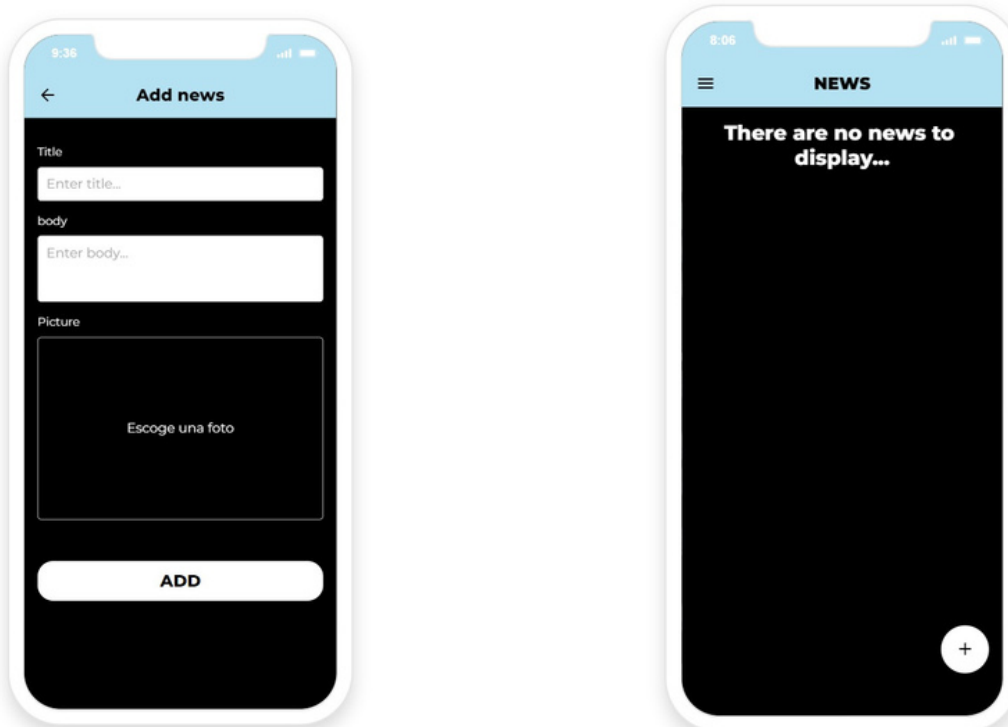 9:36
Add news
Title
Enter title...
body
Enter body...
Picture
Escoge una foto
ADD
8:06
NEWS
There are no news to
display...
+